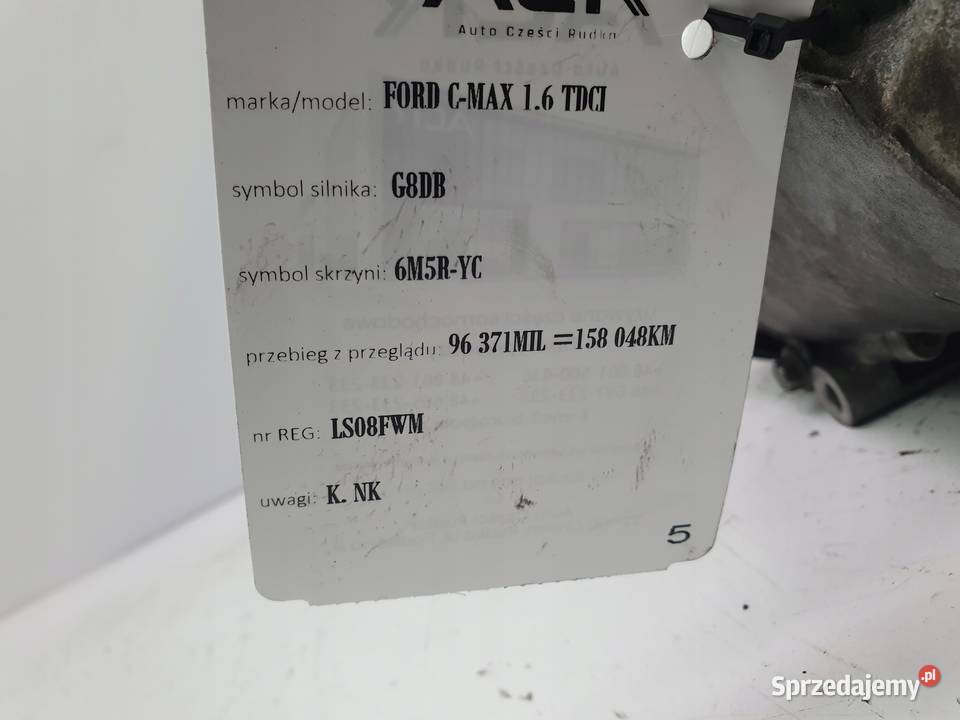 Auto Części Rudka
marka/model: FORD C-MAX 1.6 TDCI
symbol silnika: G8DB
symbol skrzyni: 6M5R-YC
przebieg z przeglądu: 96 371MIL =158 048KM
nr REG: LS08FWM
uwagi: K. NK
5
Sprzedajemy.pl